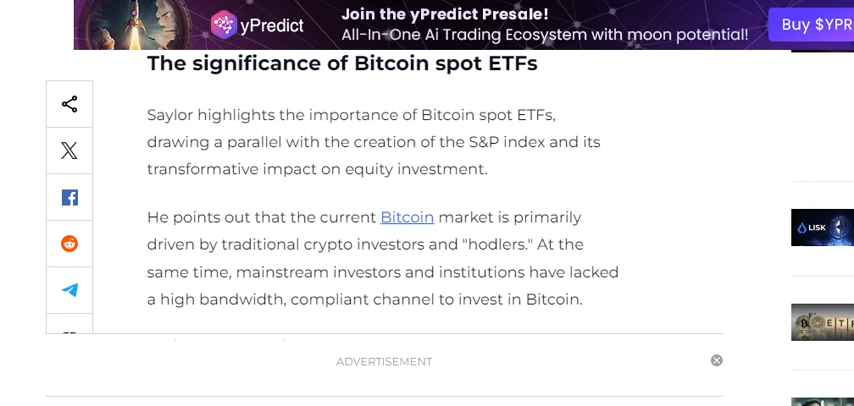 yPredict
Join the yPredict Presale!
All-In-One Ai Trading Ecosystem with moon potential!
Buy $YPR
The significance of Bitcoin spot ETFs
Saylor highlights the importance of Bitcoin spot ETFs,
drawing a parallel with the creation of the S&P index and its
transformative impact on equity investment.
He points out that the current Bitcoin market is primarily
driven by traditional crypto investors and "hodlers." At the
same time, mainstream investors and institutions have lacked
a high bandwidth, compliant channel to invest in Bitcoin.
LISK
ETF
ADVERTISEMENT